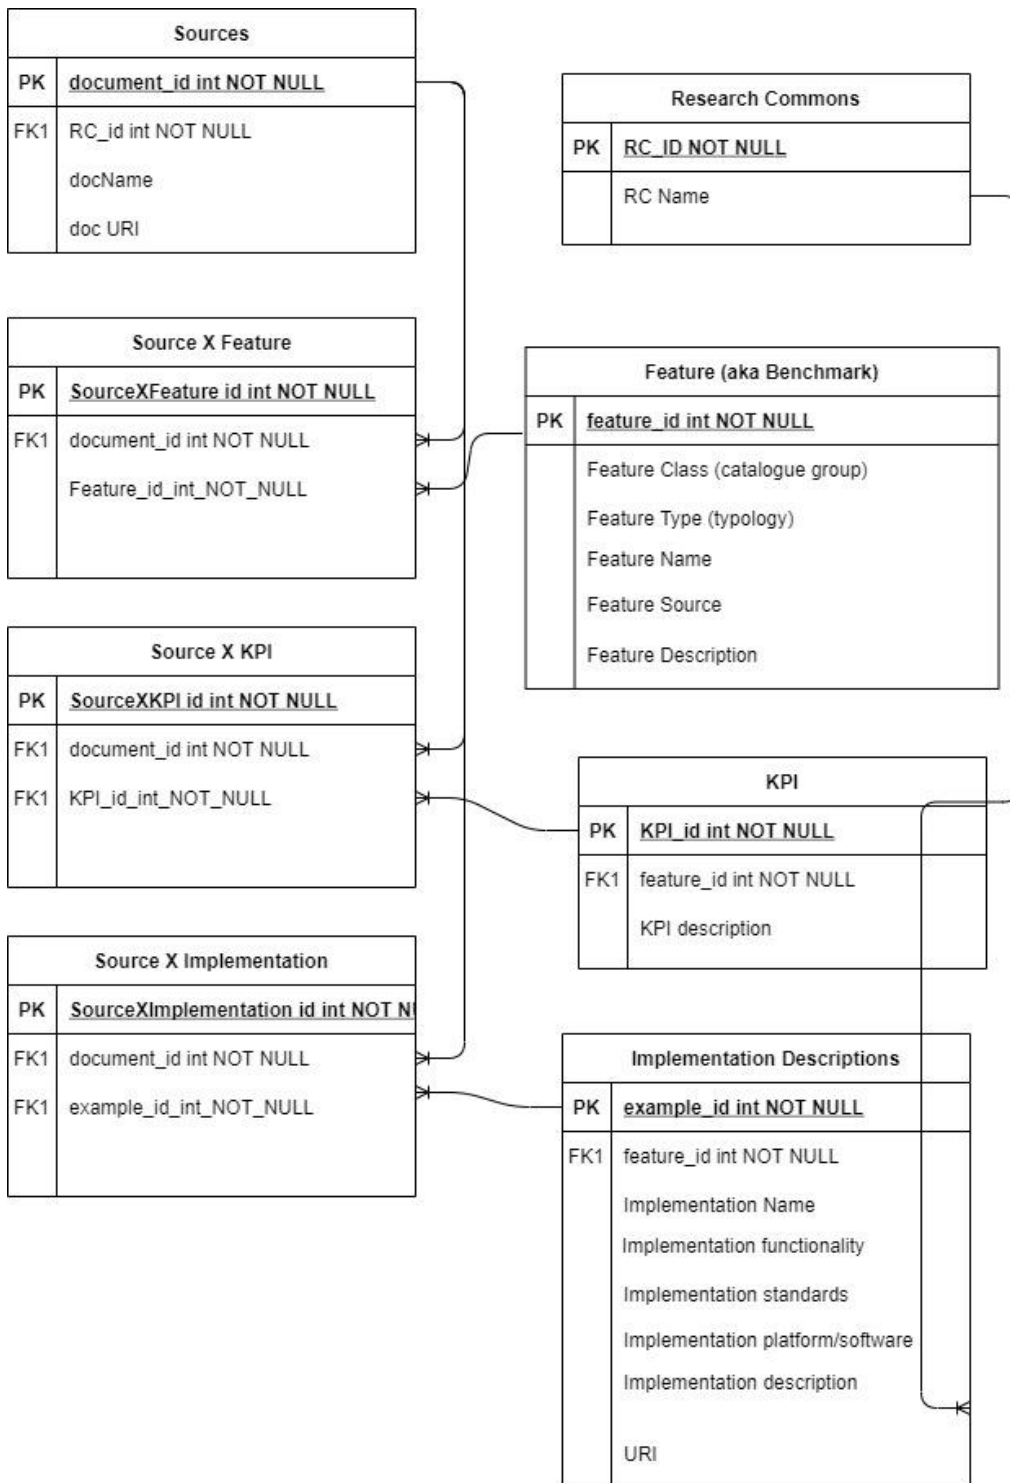 Sources
PK document_id int NOT NULL
FK1 RC_id int NOT NULL
docName
doc URI
Research Commons
PK RC_ID NOT NULL
RC Name
Source X Feature
PK SourceXFeature id int NOT NULL
FK1 document_id int NOT NULL
Feature_id_int_NOT_NULL
Feature (aka Benchmark)
PK feature_id int NOT NULL
Feature Class (catalogue group)
Feature Type (typology)
Feature Name
Feature Source
Feature Description
Source X KPI
PK SourceXKPI id int NOT NULL
FK1 document_id int NOT NULL
FK1 KPI_id_int_NOT_NULL
KPI
PK KPI_id int NOT NULL
FK1 feature_id int NOT NULL
KPI description
Source X Implementation
PK SourceXImplementation id int NOT N
FK1 document_id int NOT NULL
FK1 example_id_int_NOT_NULL
Implementation Descriptions
PK example_id int NOT NULL
FK1 feature_id int NOT NULL
Implementation Name
Implementation functionality
Implementation standards
Implementation platform/software
Implementation description
URI